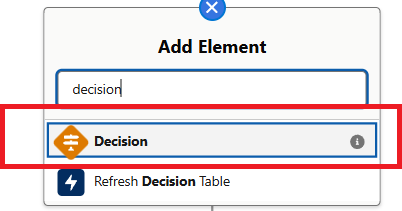 Add Element
decision
Decision
Refresh Decision Table